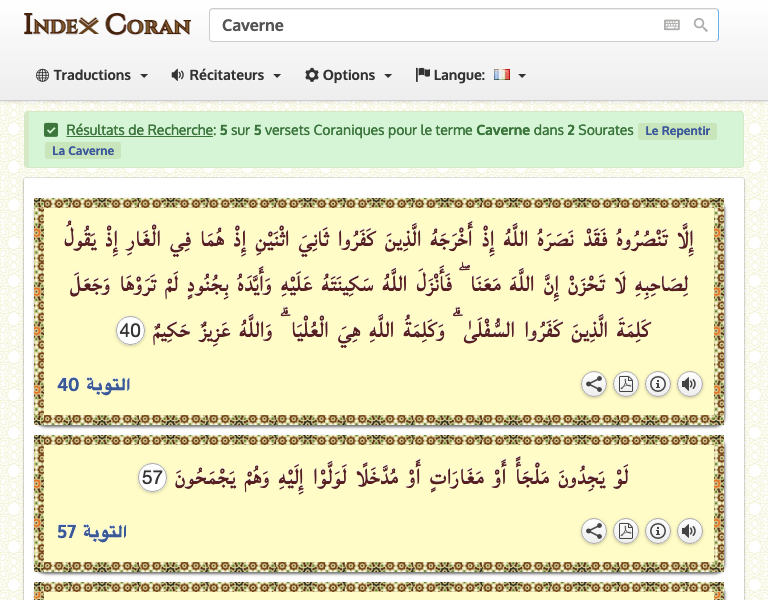 Index Coran
Caverne
Traductions
Récitateurs
Options
Langue:
Résultats de Recherche: 5 sur 5 versets Coraniques pour le terme Caverne dans 2 Sourates Le Repentir
La Caverne
إِلَّا تَنْصُرُوهُ فَقَدْ نَصَرَهُ اللَّهُ إِذْ أَخْرَجَهُ الَّذِينَ كَفَرُوا ثَانِيَ اثْنَيْنِ إِذْ هُمَا فِي الْغَارِ إِذْ يَقُولُ
لِصَاحِبِهِ لَا تَحْزَنْ إِنَّ اللَّهَ مَعَنَا ۖ فَأَنْزَلَ اللَّهُ سَكِينَتَهُ عَلَيْهِ وَأَيَّدَهُ بِجُنُودٍ لَمْ تَرَوْهَا وَجَعَلَ
كَلِمَةَ الَّذِينَ كَفَرُوا السُّفْلَىٰ ۗ وَكَلِمَةُ اللَّهِ هِيَ الْعُلْيَا ۗ وَاللَّهُ عَزِيزٌ حَكِيمٌ 40
التوبة 40
لَوْ يَجِدُونَ مَلْجَأً أَوْ مَغَارَاتٍ أَوْ مُدَّخَلًا لَوَلَّوْا إِلَيْهِ وَهُمْ يَجْمَحُونَ 57
التوبة 57